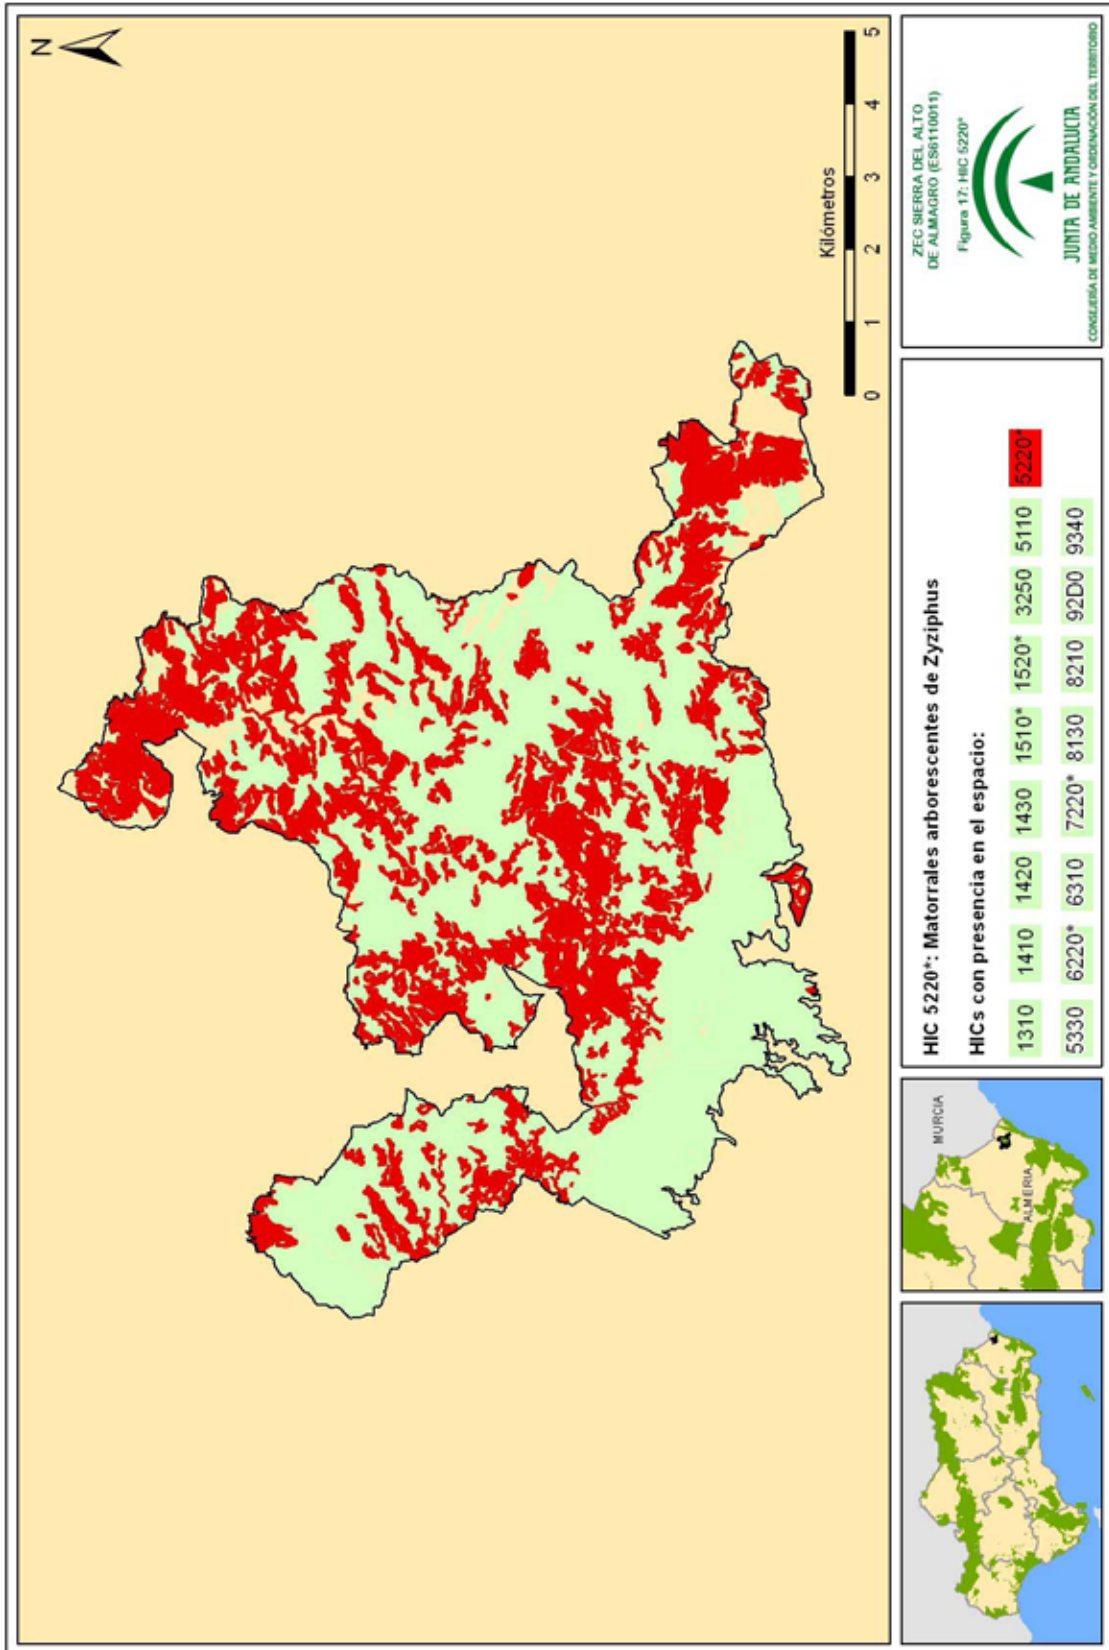 N
Kilómetros
0 1 2 3 4 5
MURCIA
ALMERIA
HIC 5220*: Matorrales arborescentes de Zyziphus
HICs con presencia en el espacio:
1310 1410 1420 1430 1510* 1520* 3250 5110 5220*
5330 6220* 6310 7220* 8130 8210 92D0 9340
ZEC SIERRA DEL ALTO
DE ALMAGRO (ES6110011)
Figura 17: HIC 5220*
JUNTA DE ANDALUCIA
CONSEJERÍA DE MEDIO AMBIENTE Y ORDENACIÓN DEL TERRITORIO